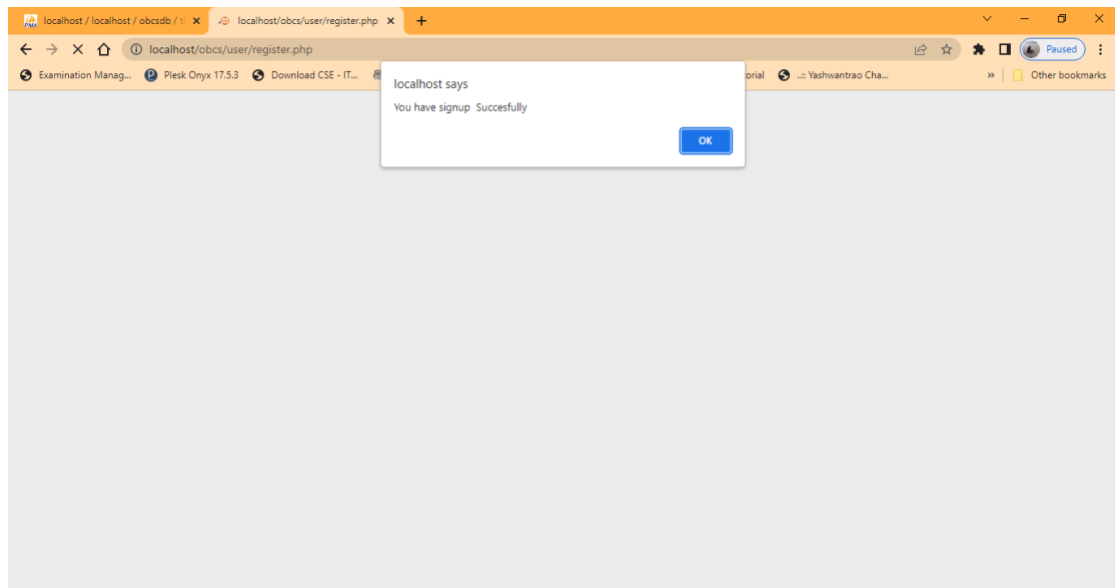 localhost / localhost / obcsdb / t
localhost/obcs/user/register.php
localhost/obcs/user/register.php
Paused
Examination Manag...
Plesk Onyx 17.5.3
Download CSE - IT...
orial
..:: Yashwantrao Cha...
»
Other bookmarks
localhost says
You have signup  Succesfully
OK